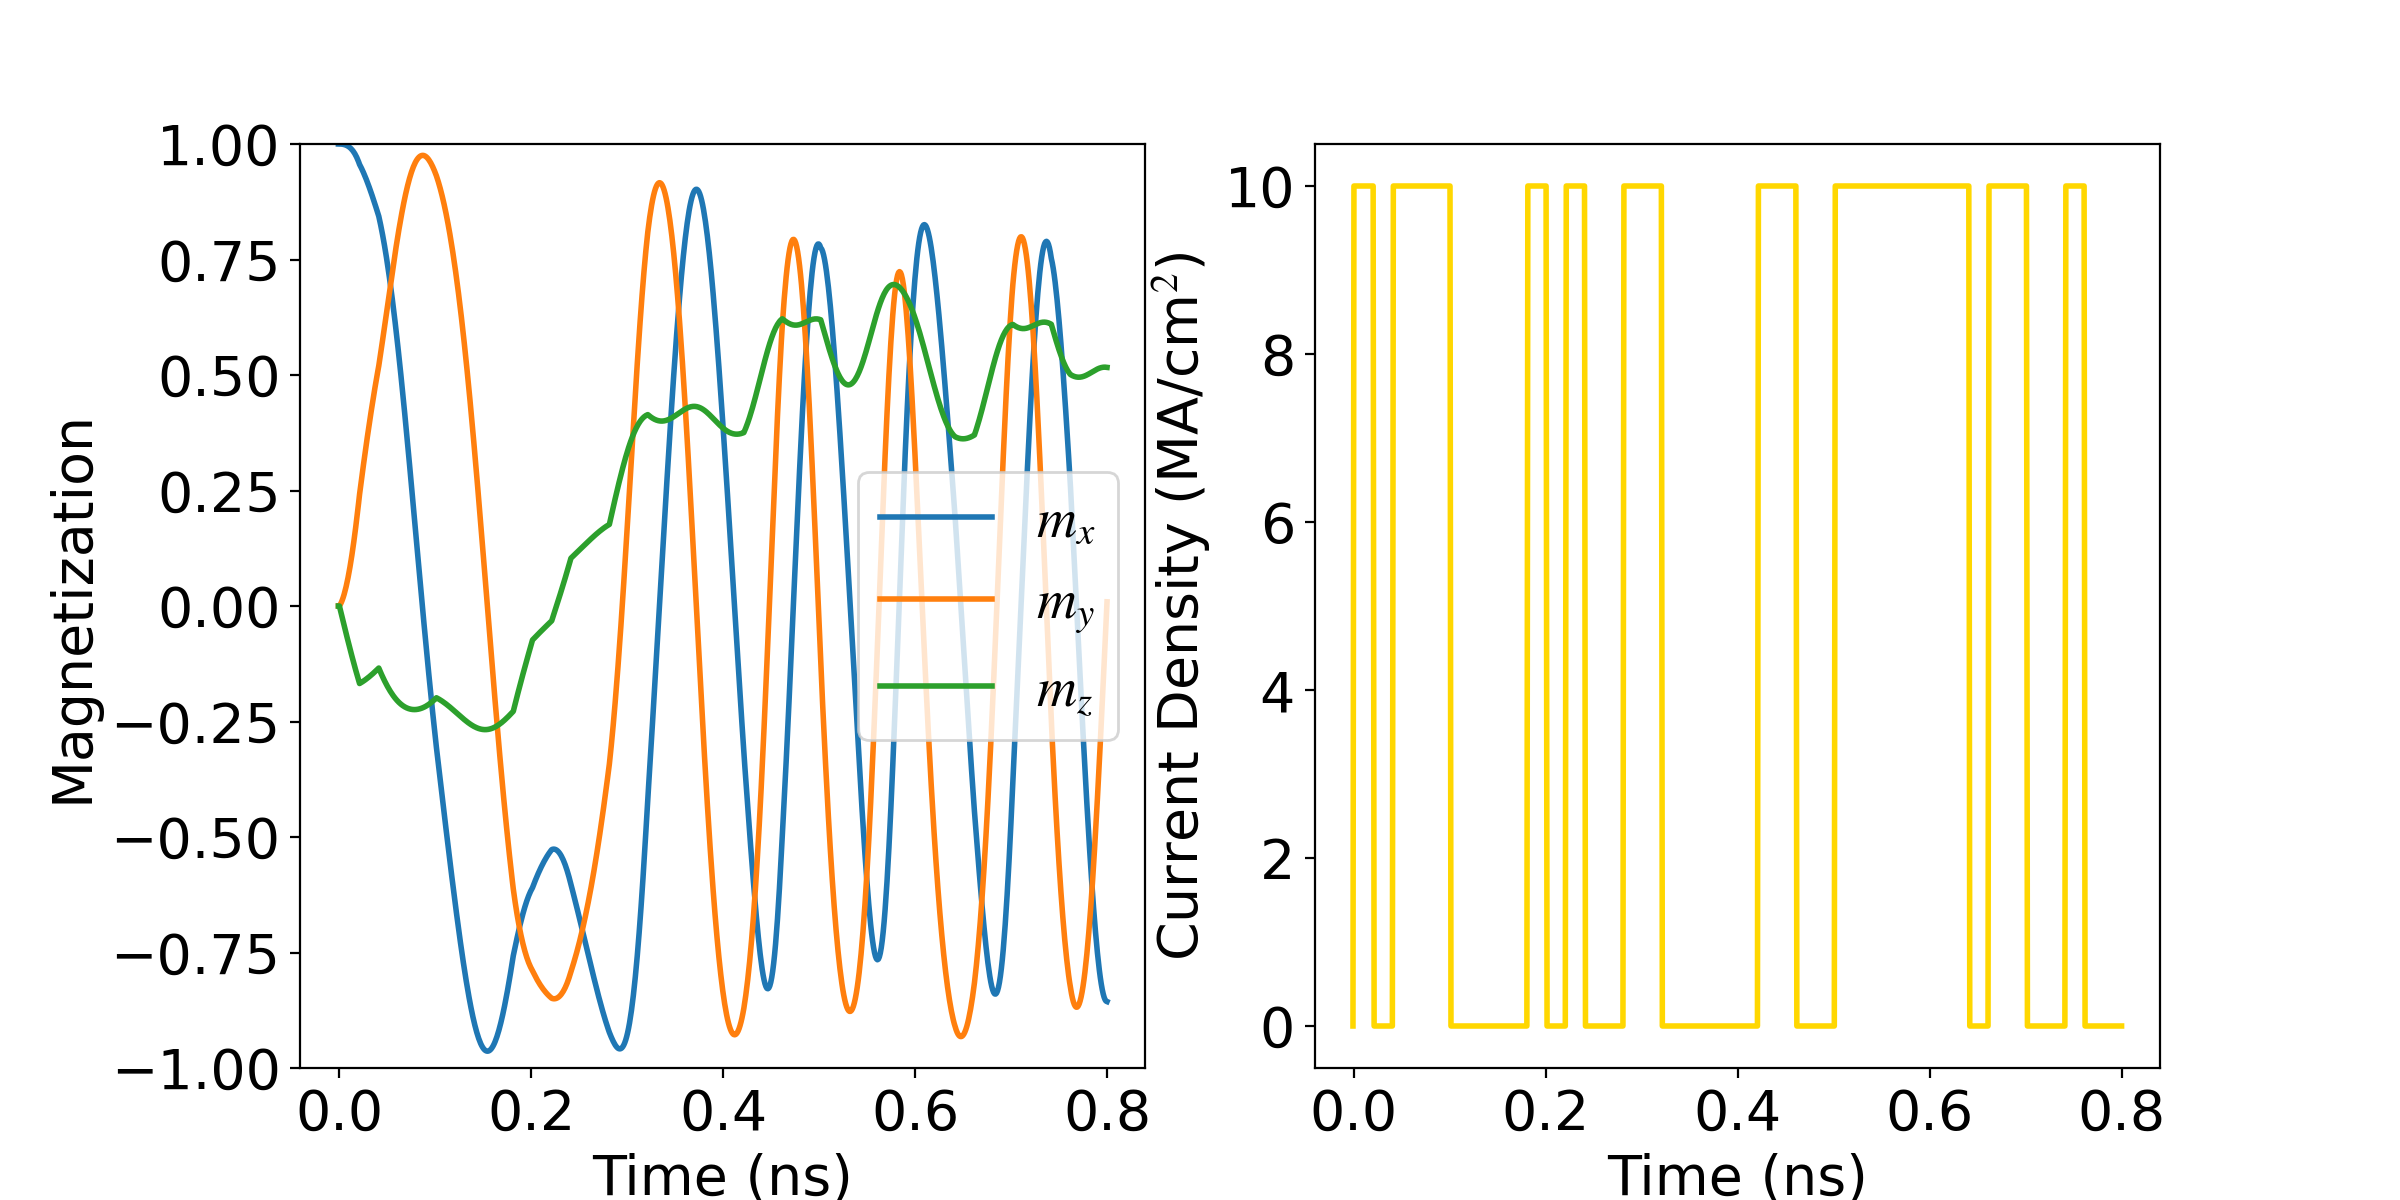 1.00
0.75
0.50
0.25
0.00
−0.25
−0.50
−0.75
−1.00
Magnetization
0.0 0.2 0.4 0.6 0.8
Time (ns)
m_x
m_y
m_z
10
8
6
4
2
0
Current Density (MA/cm²)
0.0 0.2 0.4 0.6 0.8
Time (ns)